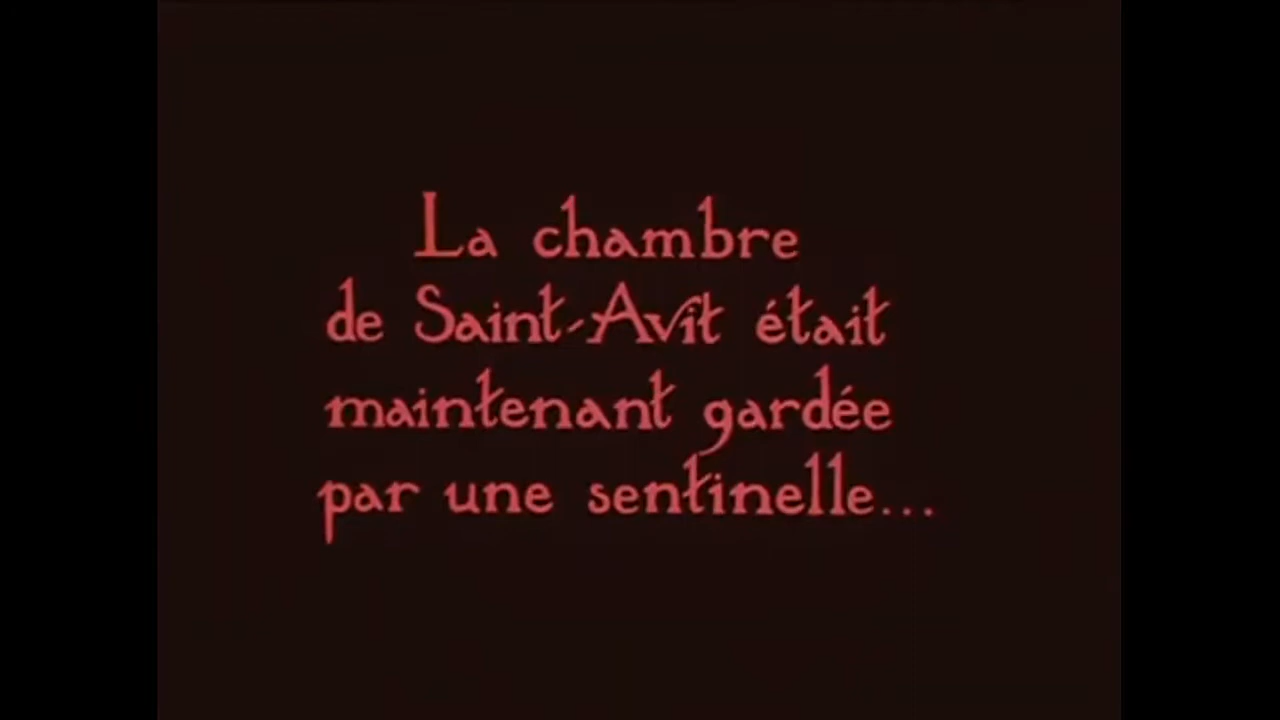 La chambre
de Saint-Avit était
maintenant gardée
par une sentinelle...